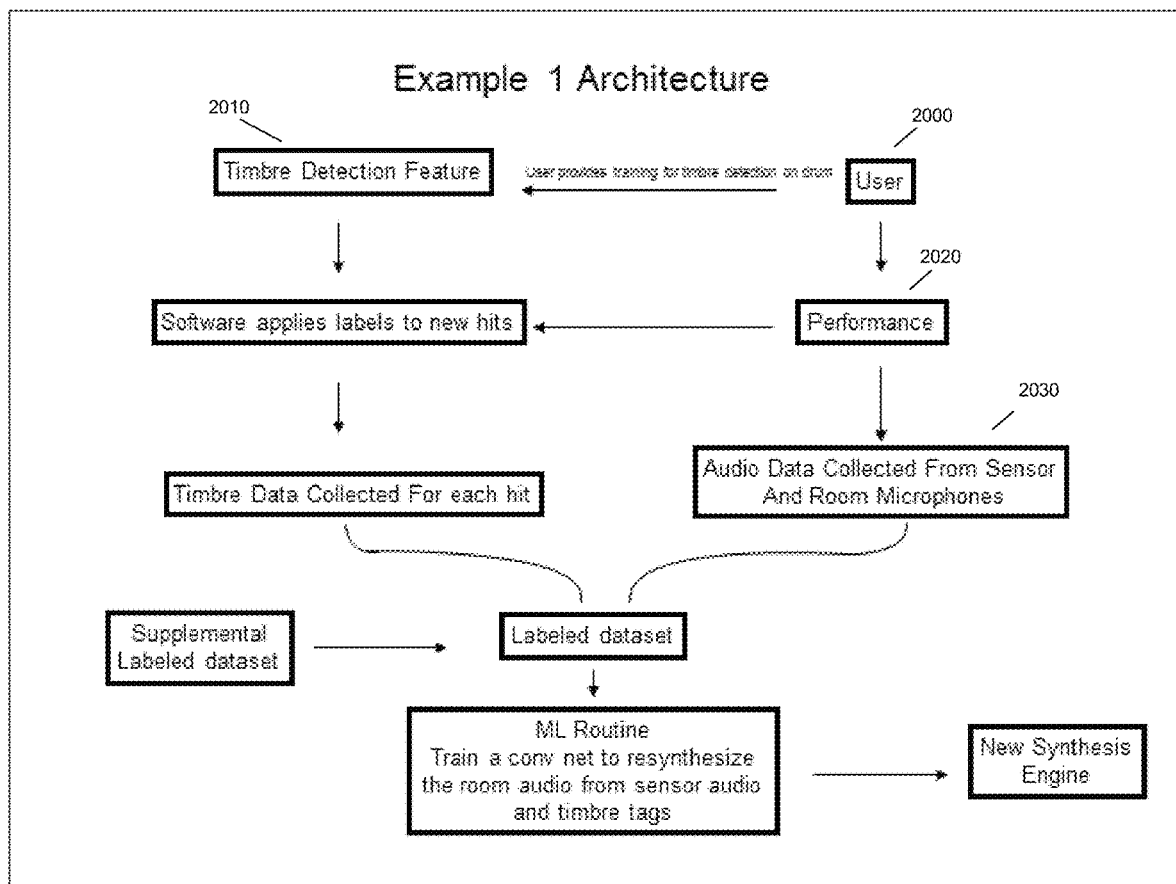 Example 1 Architecture
2010
2000
Timbre Detection Feature
User provides training for timbre detection on drum
User
2020
Software applies labels to new hits
Performance
2030
Timbre Data Collected For each hit
Audio Data Collected From Sensor
And Room Microphones
Supplemental
Labeled dataset
Labeled dataset
ML Routine
Train a conv net to resynthesize
the room audio from sensor audio
and timbre tags
New Synthesis
Engine